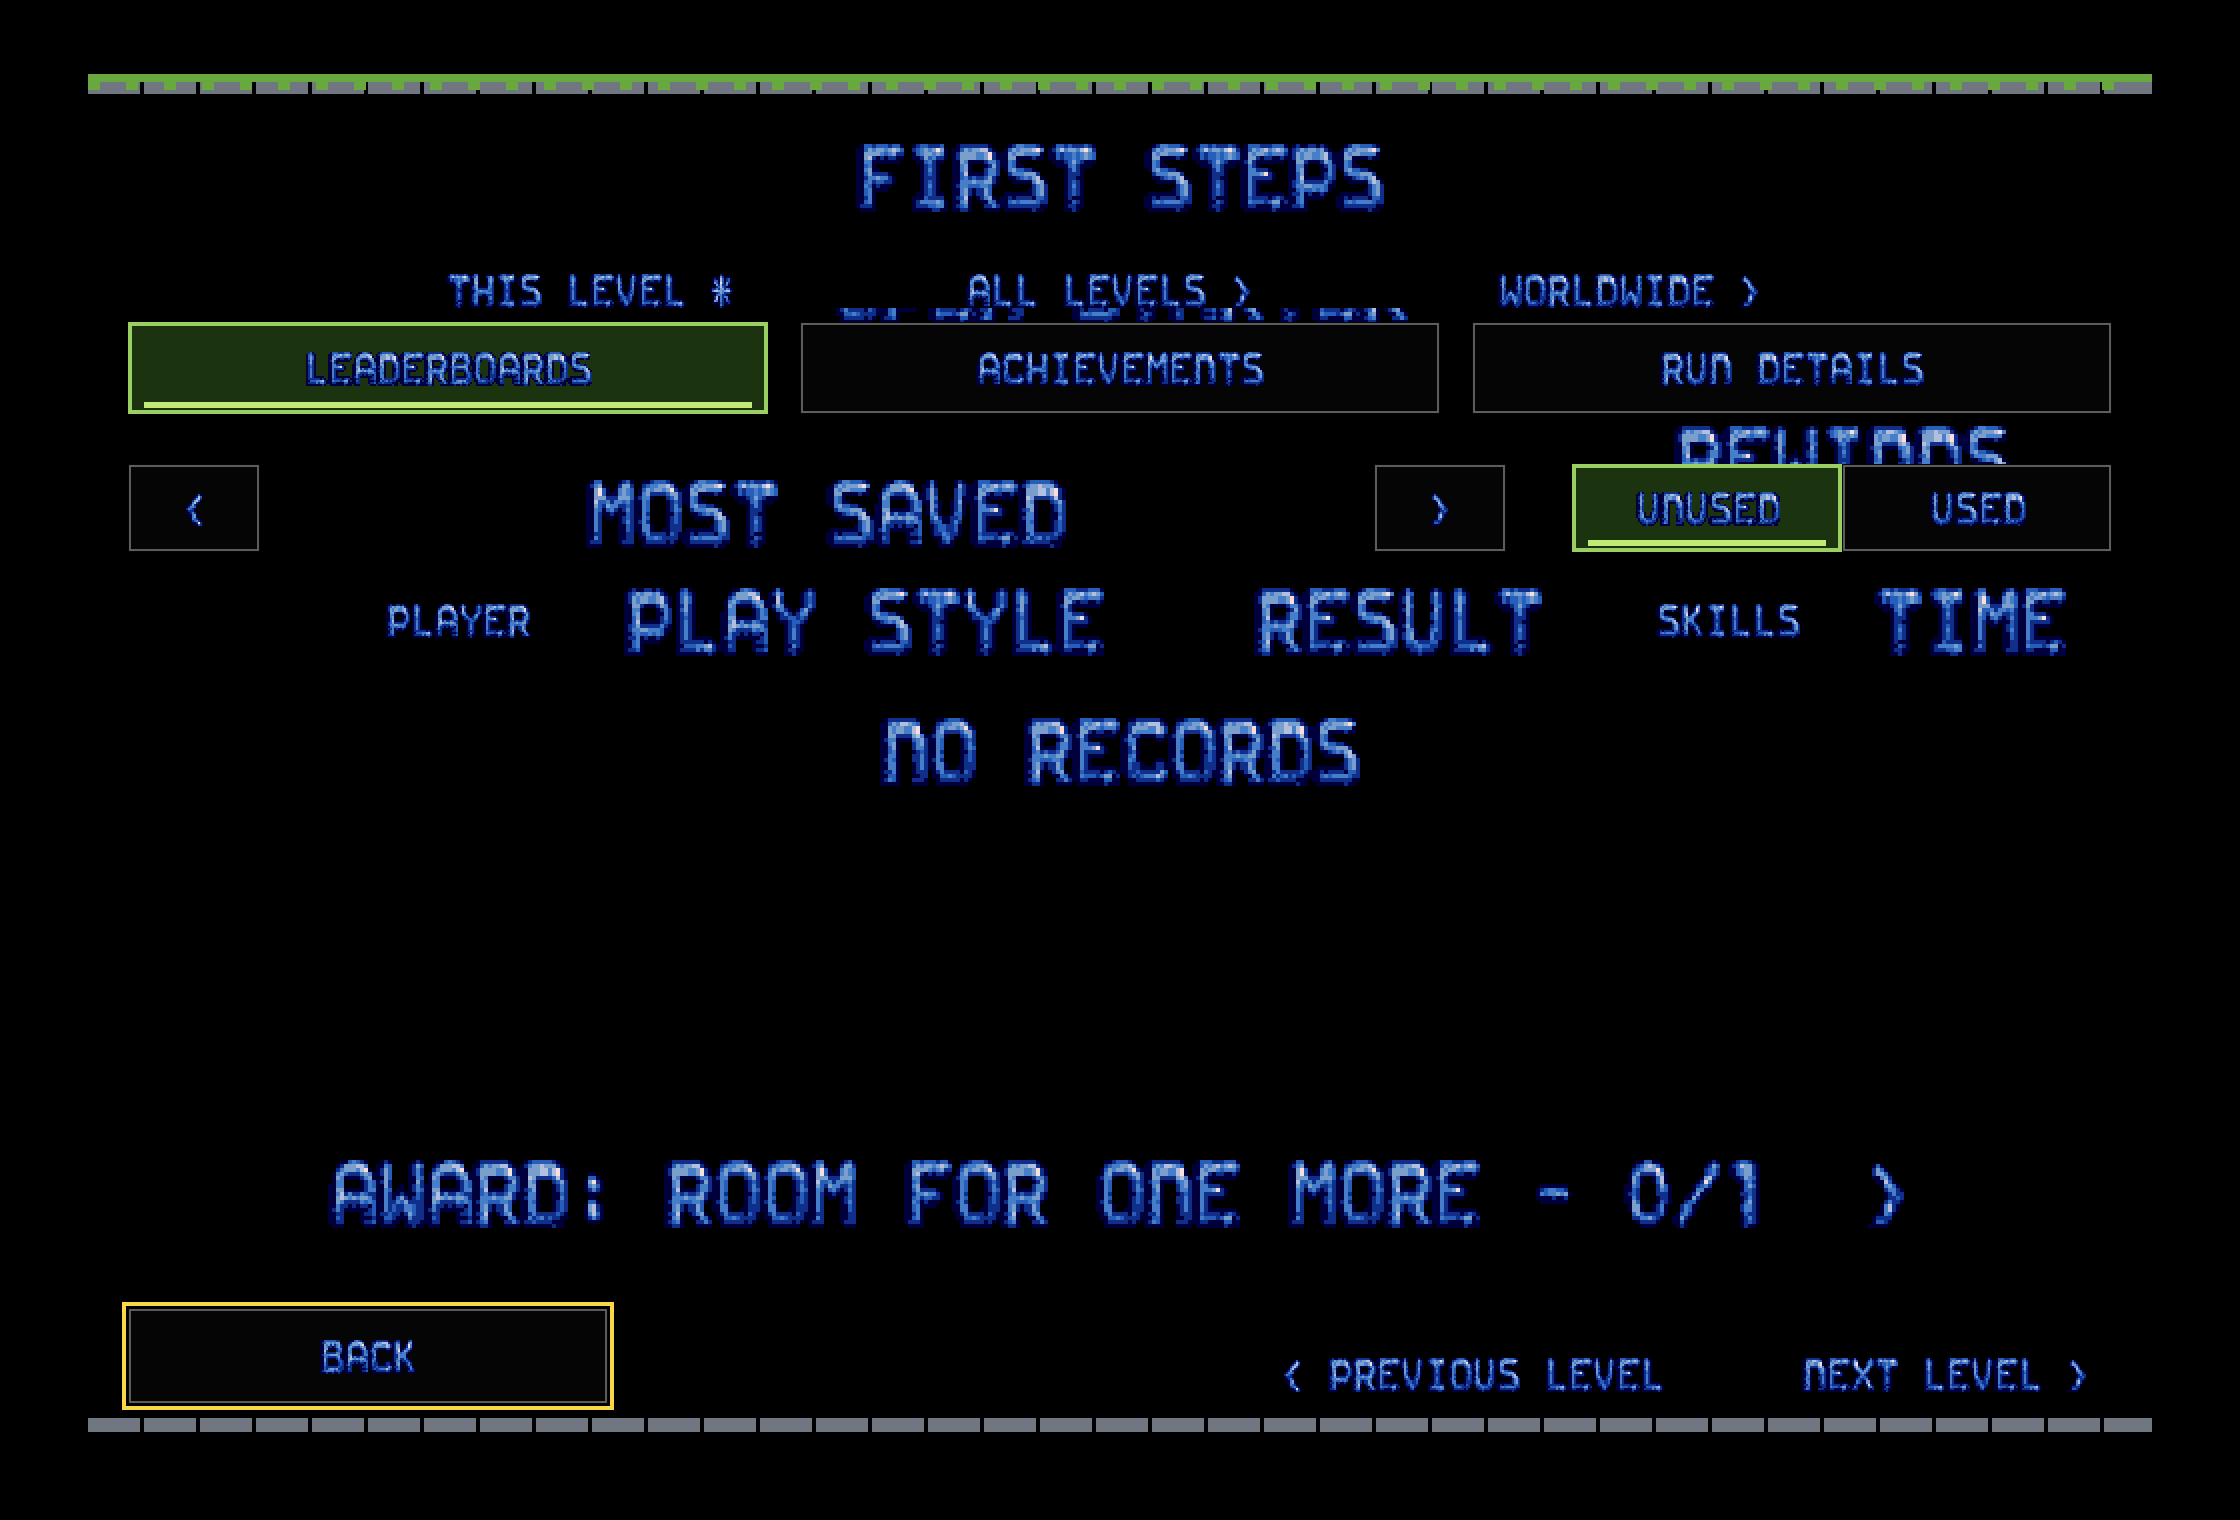 FIRST STEPS
THIS LEVEL * ALL LEVELS > WORLDWIDE >
LEADERBOARDS ACHIEVEMENTS RUN DETAILS
REWINDS
< MOST SAVED > UNUSED USED
PLAYER PLAY STYLE RESULT SKILLS TIME
NO RECORDS
AWARD: ROOM FOR ONE MORE - 0/1 >
BACK < PREVIOUS LEVEL NEXT LEVEL >